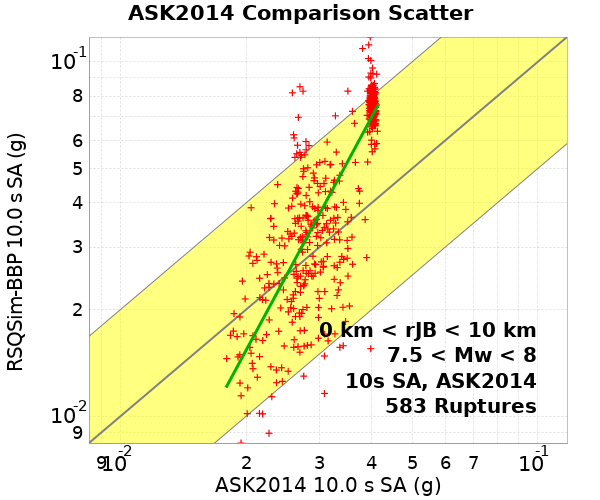 ASK2014 Comparison Scatter
RSQSim-BBP 10.0 s SA (g)
10-1
8
6
5
4
3
2
10-2
9
0 km < rJB < 10 km
7.5 < Mw < 8
10s SA, ASK2014
583 Ruptures
9 10-2 2 3 4 5 6 7 10-1
ASK2014 10.0 s SA (g)